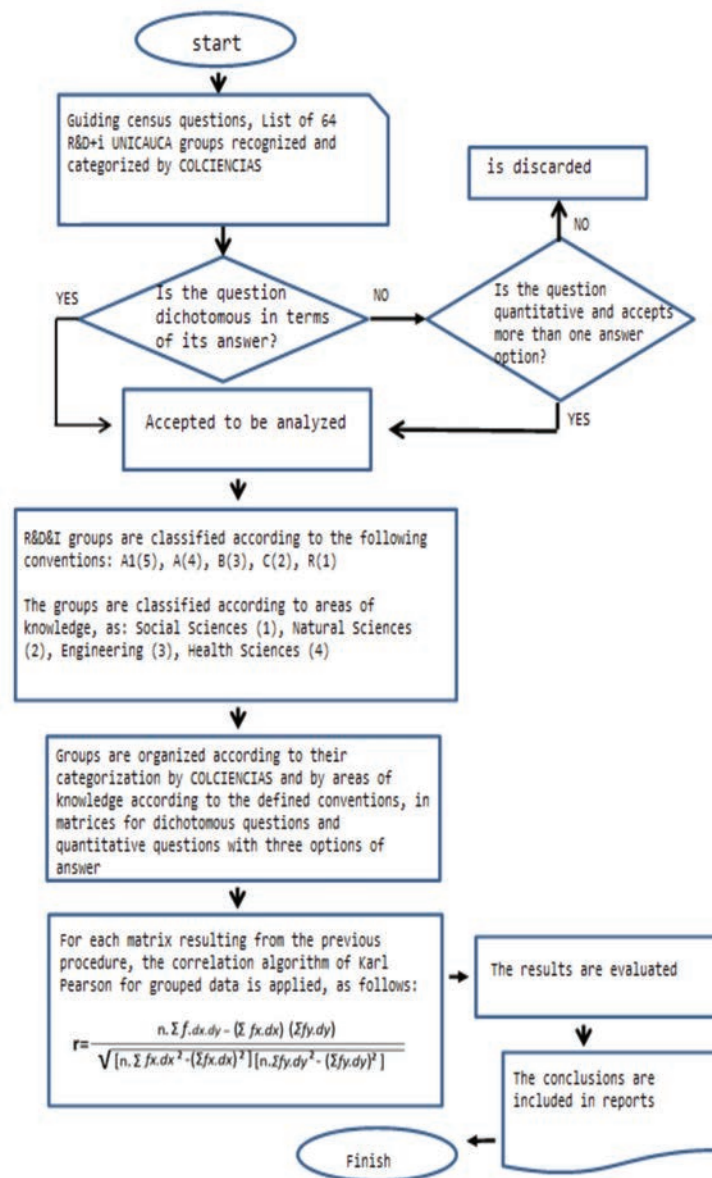 start
Guiding census questions, List of 64
R&D+i UNICAUCA groups recognized and
categorized by COLCIENCIAS
is discarded
NO
YES
Is the question
dichotomous in terms
of its answer?
NO
Is the question
quantitative and accepts
more than one answer
option?
YES
Accepted to be analyzed
R&D&I groups are classified according to the following
conventions: A1(5), A(4), B(3), C(2), R(1)
The groups are classified according to areas of
knowledge, as: Social Sciences (1), Natural Sciences
(2), Engineering (3), Health Sciences (4)
Groups are organized according to their
categorization by COLCIENCIAS and by areas of
knowledge according to the defined conventions, in
matrices for dichotomous questions and
quantitative questions with three options of
answer
For each matrix resulting from the previous
procedure, the correlation algorithm of Karl
Pearson for grouped data is applied, as follows:
n. Σ f.dx.dy - (Σ fx.dx) (Σfy.dy)
r=
√[n. Σ fx.dx² -(Σfx.dx)²][n.Σfy.dy² - (Σfy.dy)²]
The results are evaluated
The conclusions are
included in reports
Finish